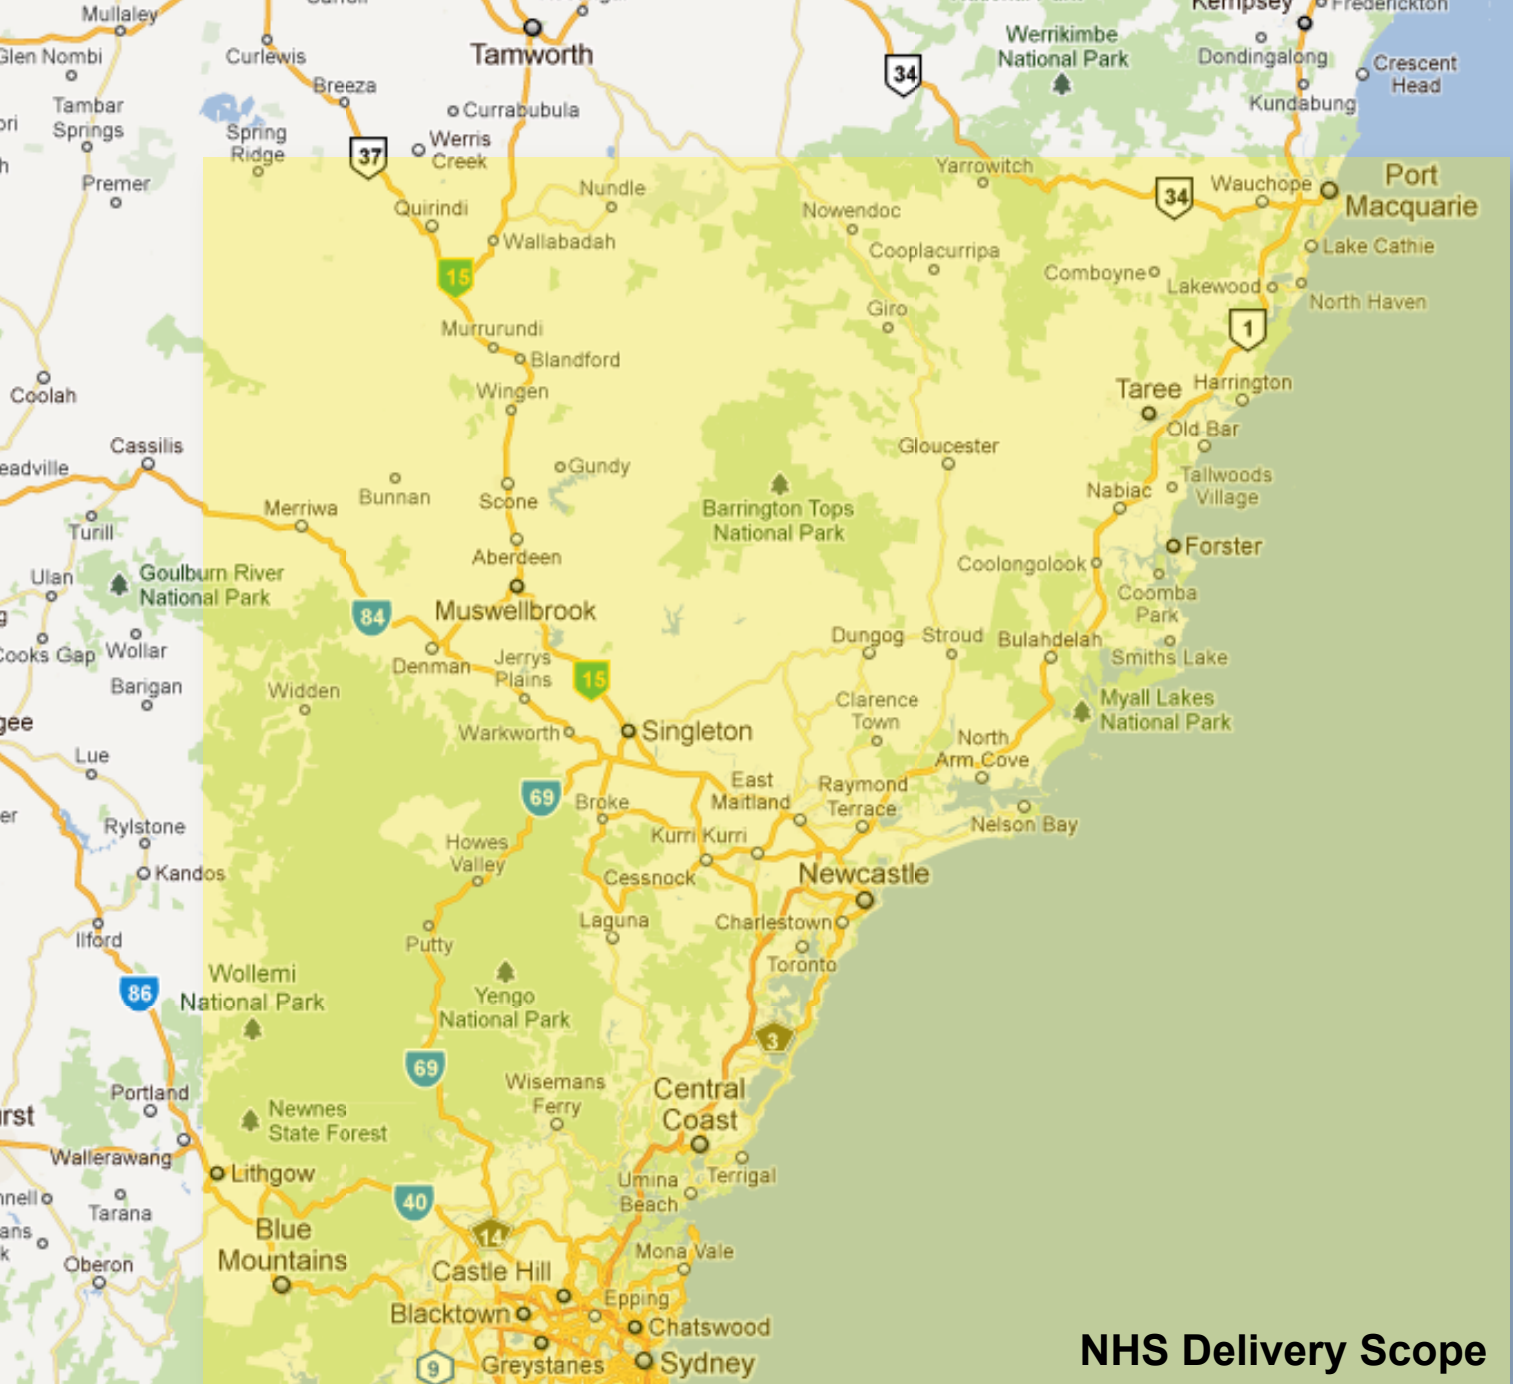 Mullaley
Curlewis
Tamworth
34
Werrikimbe
National Park
Kempsey
Frederickton
Dondingalong
Crescent
Head
Kundabung
Glen Nombi
Breeza
Currabubula
Tambar
Springs
Spring
Ridge
37
Werris
Creek
Premer
Yarrowitch
34
Wauchope
Port
Macquarie
Nundle
Quirindi
Wallabadah
Nowendoc
Cooplacurripa
Lake Cathie
Comboyne
Lakewood
North Haven
15
Giro
1
Murrurundi
Blandford
Wingen
Coolah
Taree
Harrington
Old Bar
Cassilis
eadville
Gundy
Gloucester
Tallwoods
Village
Bunnan
Scone
Merriwa
Barrington Tops
National Park
Nabiac
Turill
Forster
Aberdeen
Coolongolook
Ulan
Goulburn River
National Park
Coomba
Park
84
Muswellbrook
Cooks Gap
Wollar
Denman
Jerrys
Plains
Dungog
Stroud
Bulahdelah
Smiths Lake
Barigan
Widden
15
Clarence
Town
Myall Lakes
National Park
gee
Warkworth
Singleton
North
Arm Cove
Lue
69
Broke
East
Maitland
Raymond
Terrace
Nelson Bay
er
Rylstone
Howes
Valley
Kurri Kurri
Kandos
Cessnock
Newcastle
Ilford
Putty
Laguna
Charlestown
Toronto
Wollemi
National Park
86
Yengo
National Park
3
69
Portland
Wisemans
Ferry
Central
Coast
urst
Newnes
State Forest
Wallerawang
Lithgow
Umina
Beach
Terrigal
nnell
Tarana
40
ans
k
Blue
Mountains
14
Mona Vale
Oberon
Castle Hill
Epping
Blacktown
Chatswood
9
Greystanes
Sydney
NHS Delivery Scope